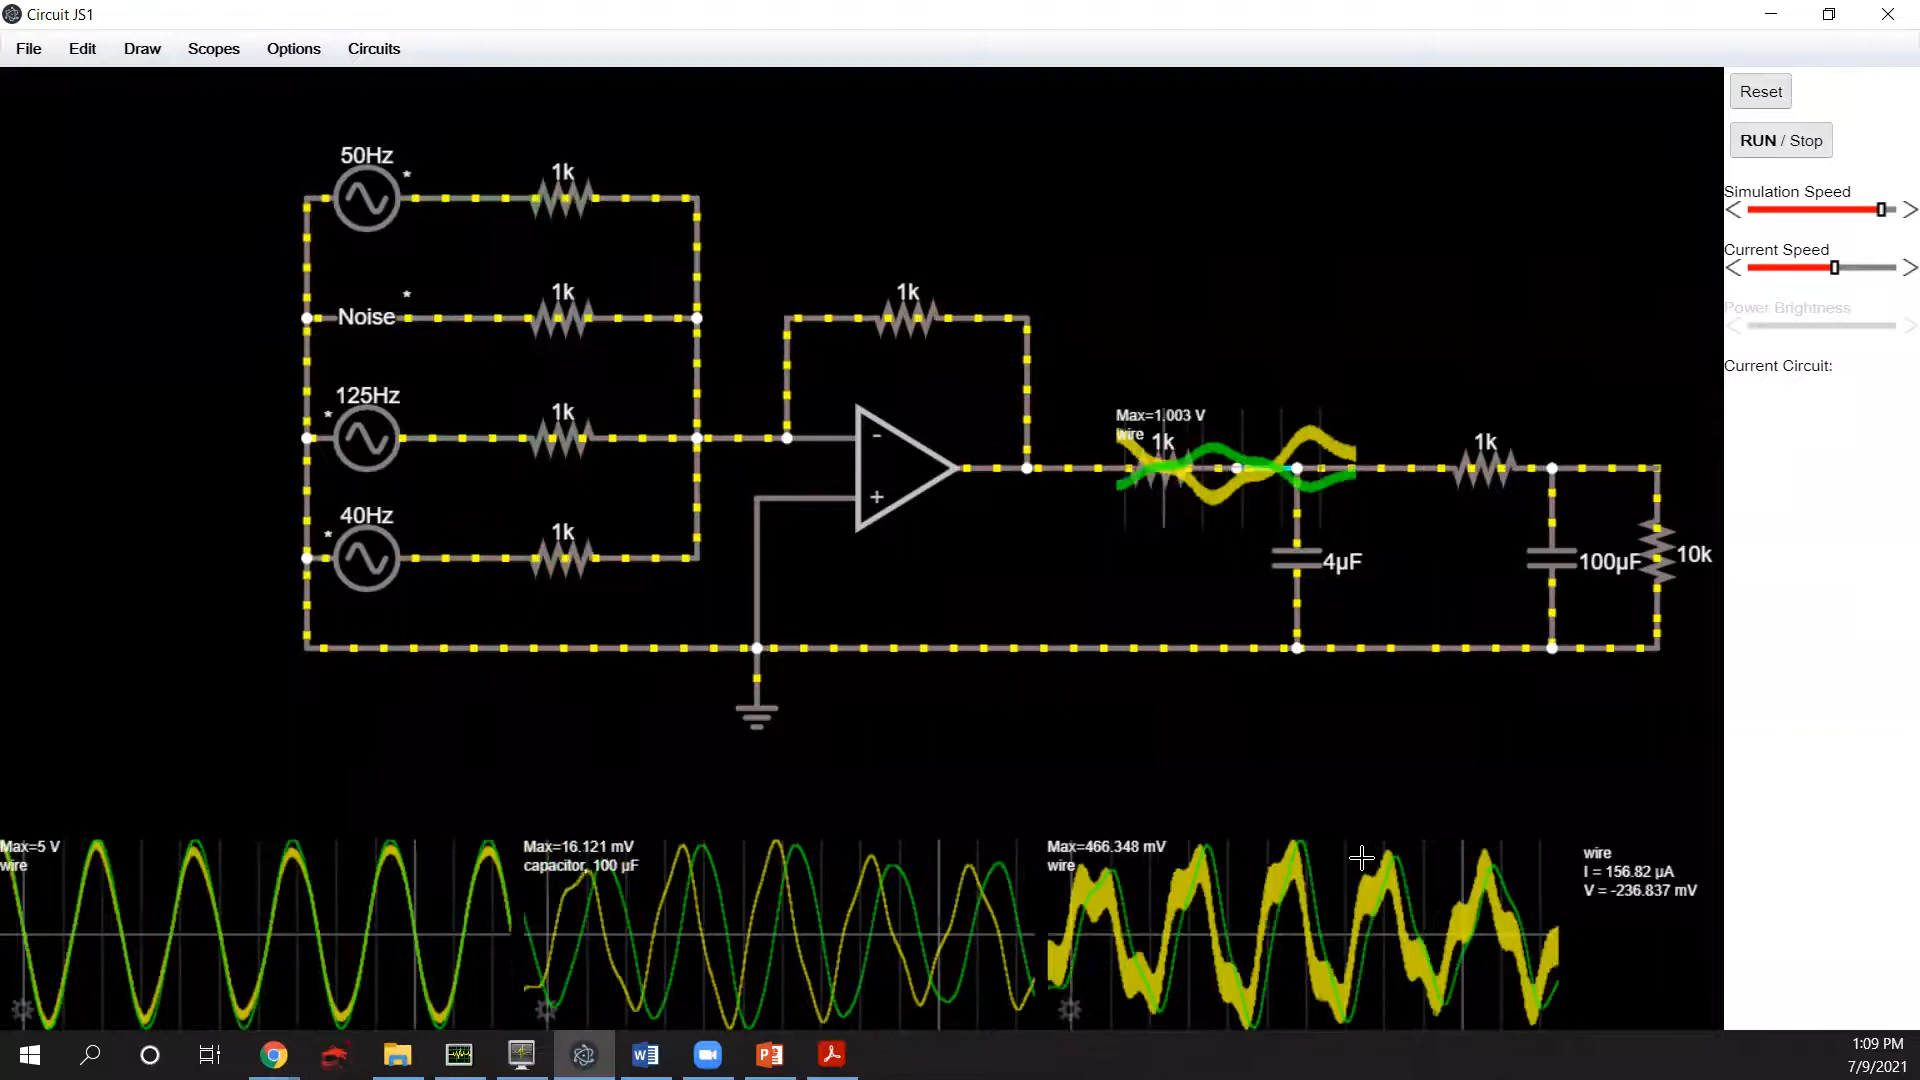 Circuit JS1
File Edit Draw Scopes Options Circuits
Reset
RUN / Stop
Simulation Speed
Current Speed
Power Brightness
Current Circuit:
50Hz
*
1k
Noise
*
1k
125Hz
*
1k
40Hz
*
1k
1k
-
+
Max=1.003 V
wire
1k
4μF
1k
100μF
10k
Max=5 V
wire
Max=16.121 mV
capacitor, 100 μF
Max=466.348 mV
wire
wire
I = 156.82 μA
V = -236.837 mV
1:09 PM
7/9/2021